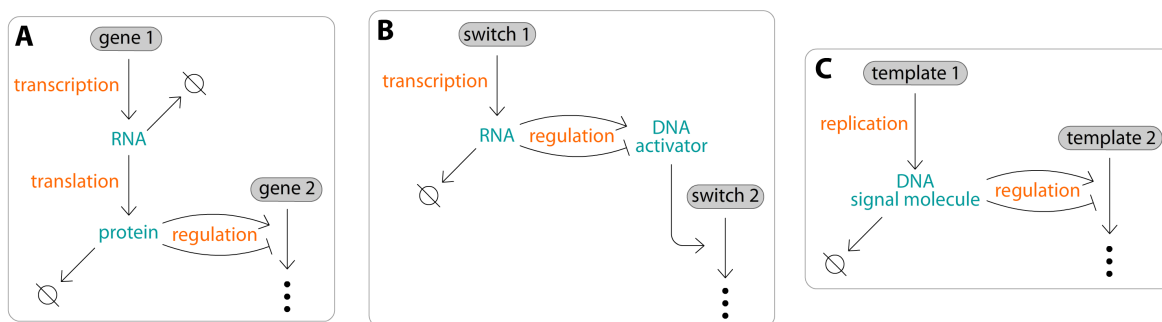 A
gene 1
transcription
RNA
translation
gene 2
protein
regulation
B
switch 1
transcription
RNA
regulation
DNA
activator
switch 2
C
template 1
replication
template 2
DNA
signal molecule
regulation